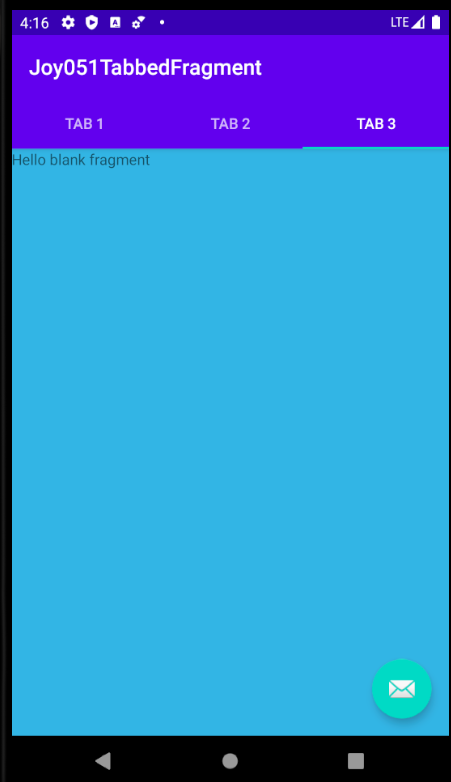 4:16 LTE
Joy051TabbedFragment
TAB 1 TAB 2 TAB 3
Hello blank fragment